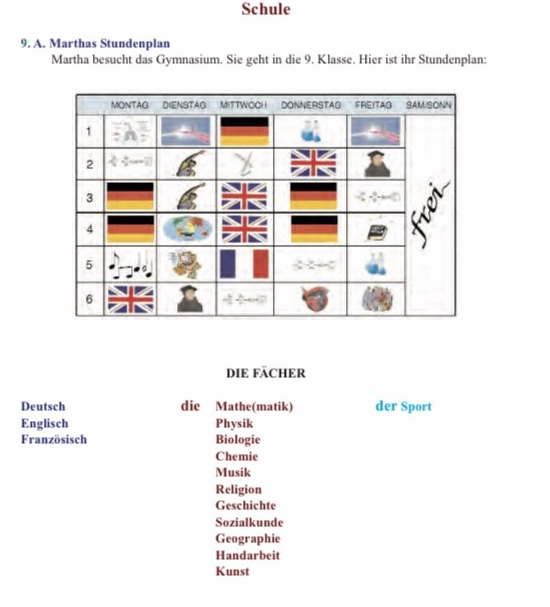 Schule
9. A. Marthas Stundenplan
Martha besucht das Gymnasium. Sie geht in die 9. Klasse. Hier ist ihr Stundenplan:
MONTAG DIENSTAG MITTWOCH DONNERSTAG FREITAG SAM/SONN
1
2
3
4
5
6
frei
DIE FÄCHER
Deutsch die Mathe(matik) der Sport
Englisch Physik
Französisch Biologie
Chemie
Musik
Religion
Geschichte
Sozialkunde
Geographie
Handarbeit
Kunst